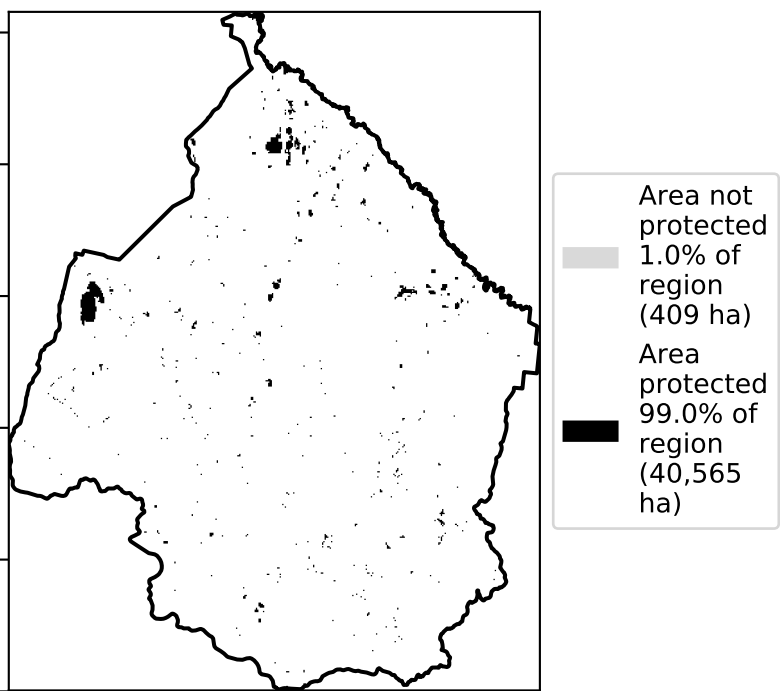 Area not
protected
1.0% of
region
(409 ha)
Area
protected
99.0% of
region
(40,565
ha)